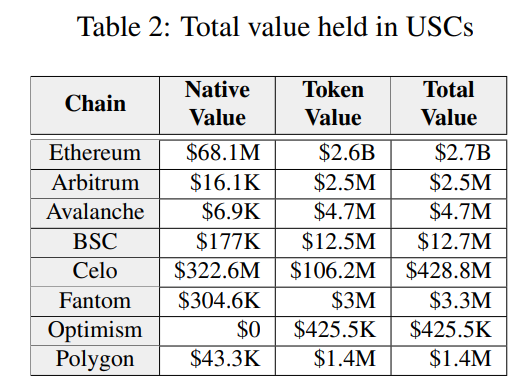 Table 2: Total value held in USCs
Chain Native Value Token Value Total Value
Ethereum $68.1M $2.6B $2.7B
Arbitrum $16.1K $2.5M $2.5M
Avalanche $6.9K $4.7M $4.7M
BSC $177K $12.5M $12.7M
Celo $322.6M $106.2M $428.8M
Fantom $304.6K $3M $3.3M
Optimism $0 $425.5K $425.5K
Polygon $43.3K $1.4M $1.4M